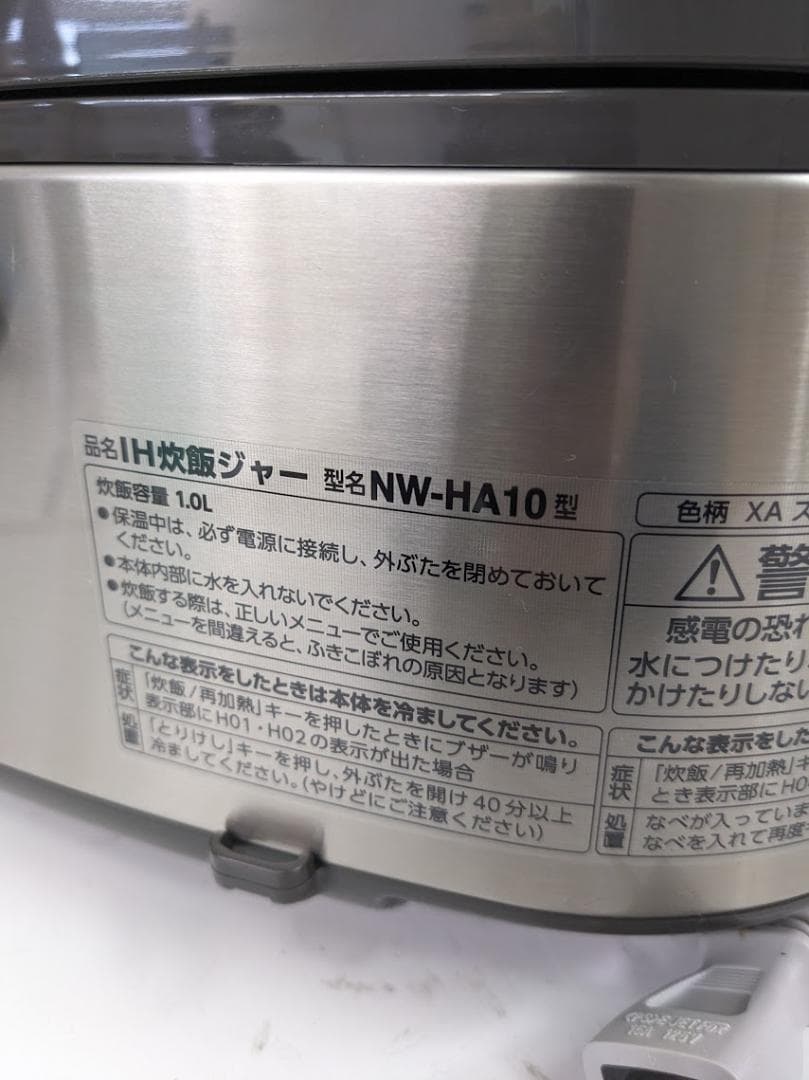 品名IH炊飯ジャー 型名NW-HA10型
炊飯容量 1.0L
●保温中は、必ず電源に接続し、外ぶたを閉めておいて
ください。
●本体内部に水を入れないでください。
●炊飯する際は、正しいメニューでご使用ください。
(メニューを間違えると、ふきこぼれの原因となります)
こんな表示をしたときは本体を冷ましてください。
症状 「炊飯/再加熱」キーを押したときにブザーが鳴り
表示部にH01・H02の表示が出た場合
処置 「とりけし」キーを押し、外ぶたを開け40分以上
冷ましてください。(やけどにご注意ください)
色柄 XA ス
警
感電の恐れ
水につけたり
かけたりしない
こんな表示をした
症状 「炊飯/再加熱」キ
とき表示部にH0
処置 なべが入っていま
なべを入れて再度
15A 125V